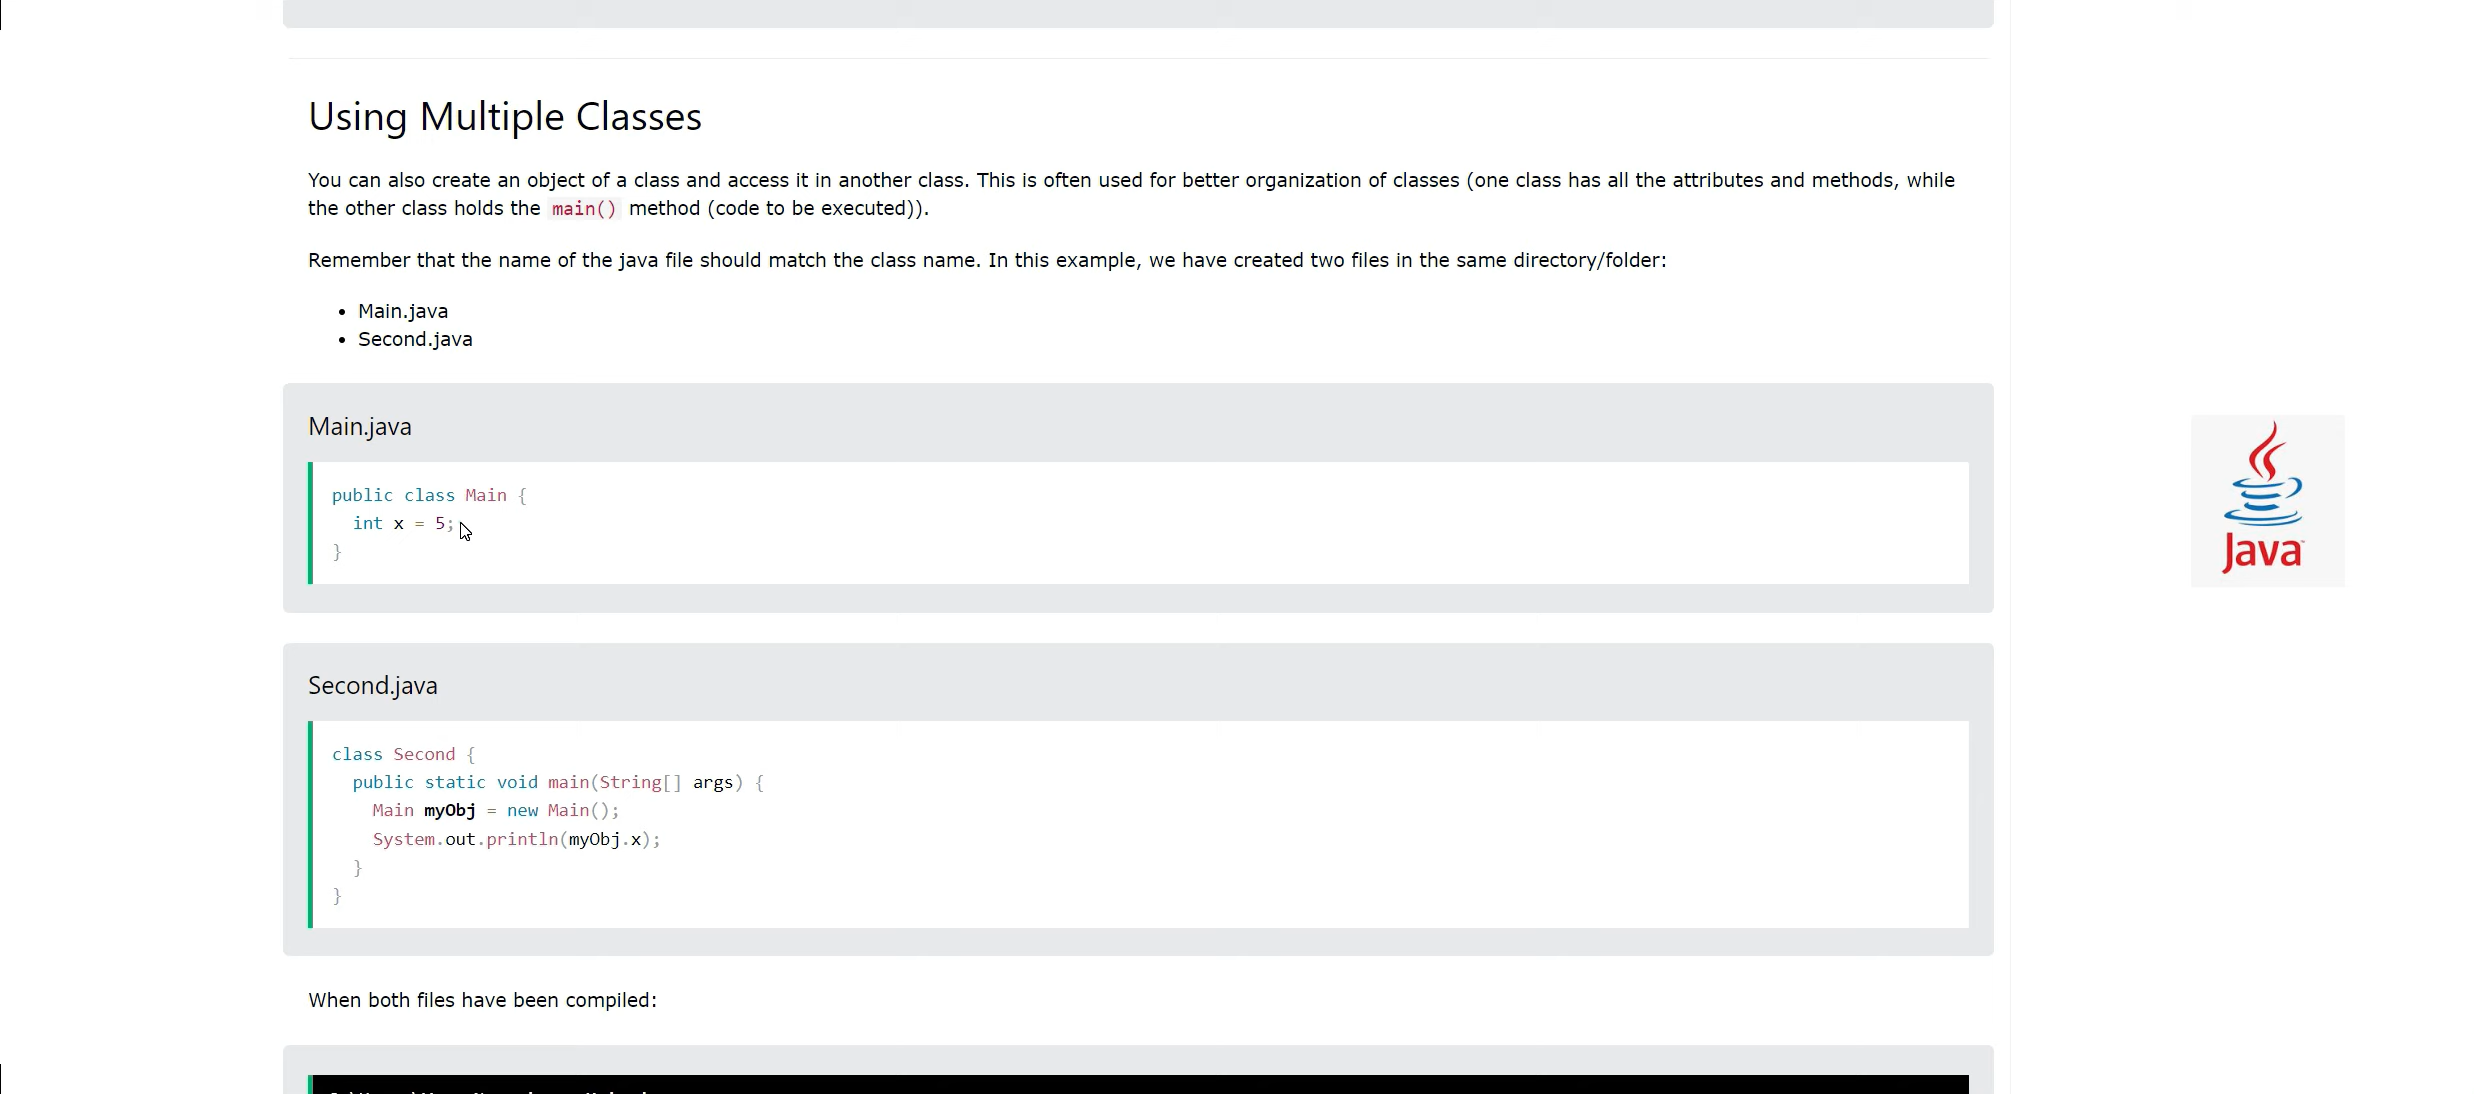 Using Multiple Classes
You can also create an object of a class and access it in another class. This is often used for better organization of classes (one class has all the attributes and methods, while
the other class holds the main() method (code to be executed)).
Remember that the name of the java file should match the class name. In this example, we have created two files in the same directory/folder:
• Main.java
• Second.java
Main.java
public class Main {
  int x = 5;
}
Java™
Second.java
class Second {
  public static void main(String[] args) {
    Main myObj = new Main();
    System.out.println(myObj.x);
  }
}
When both files have been compiled: